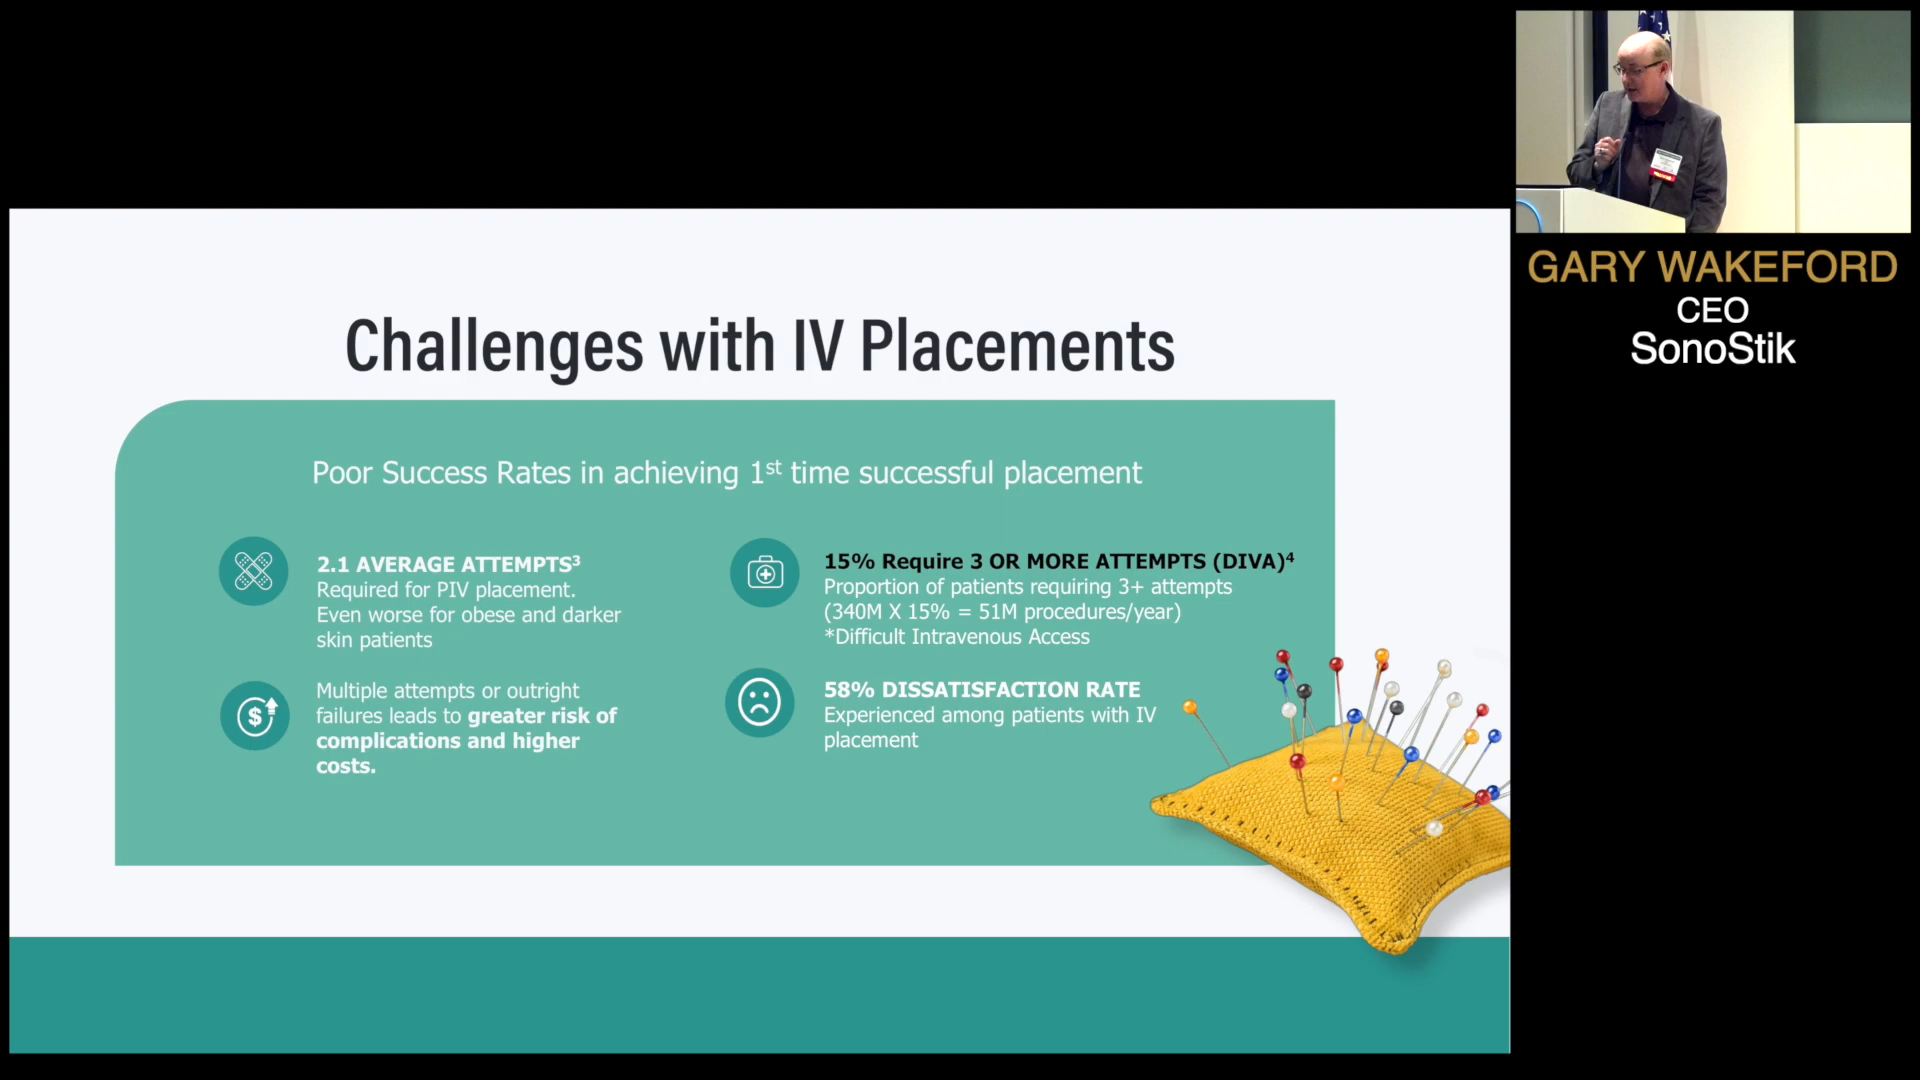 GARY WAKEFORD
CEO
SonoStik
Challenges with IV Placements
Poor Success Rates in achieving 1st time successful placement
2.1 AVERAGE ATTEMPTS3
Required for PIV placement.
Even worse for obese and darker
skin patients
Multiple attempts or outright
failures leads to greater risk of
complications and higher
costs.
15% Require 3 OR MORE ATTEMPTS (DIVA)4
Proportion of patients requiring 3+ attempts
(340M X 15% = 51M procedures/year)
*Difficult Intravenous Access
58% DISSATISFACTION RATE
Experienced among patients with IV
placement
$